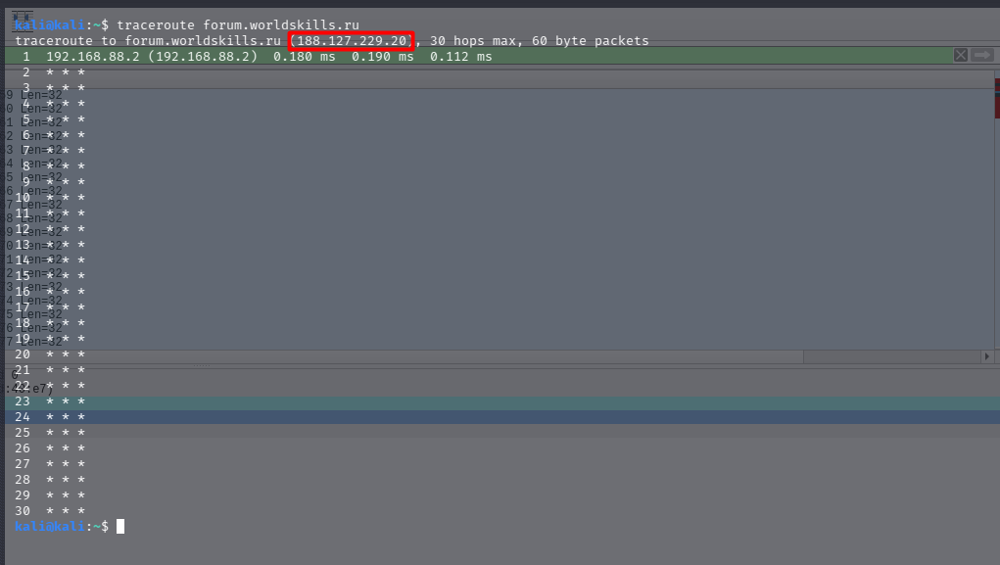 kali@kali:~$ traceroute forum.worldskills.ru
traceroute to forum.worldskills.ru (188.127.229.20), 30 hops max, 60 byte packets
1 192.168.88.2 (192.168.88.2) 0.180 ms 0.190 ms 0.112 ms
2 * * *
3 * * *
4 * * *
5 * * *
6 * * *
7 * * *
8 * * *
9 * * *
10 * * *
11 * * *
12 * * *
13 * * *
14 * * *
15 * * *
16 * * *
17 * * *
18 * * *
19 * * *
20 * * *
21 * * *
22 * * *
23 * * *
24 * * *
25 * * *
26 * * *
27 * * *
28 * * *
29 * * *
30 * * *
kali@kali:~$